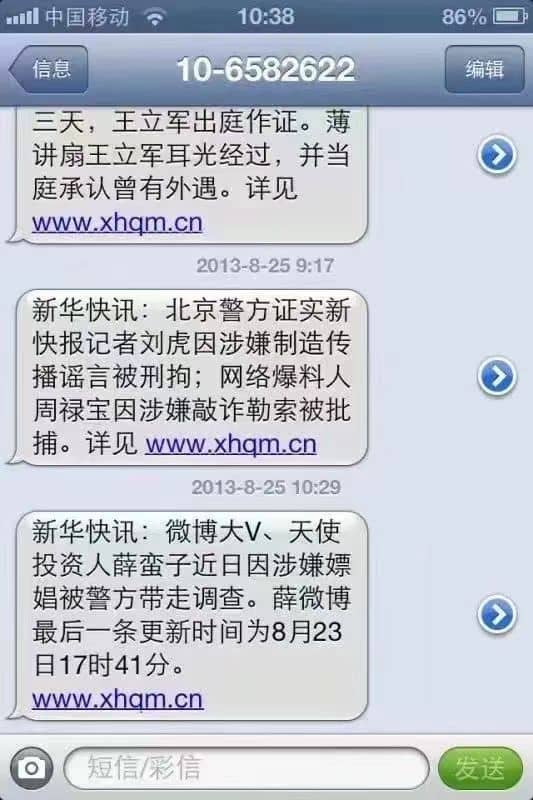 中国移动 10:38 86%
信息 10-6582622 编辑
三天，王立军出庭作证。薄
讲扇王立军耳光经过，并当
庭承认曾有外遇。详见
www.xhqm.cn
2013-8-25 9:17
新华快讯：北京警方证实新
快报记者刘虎因涉嫌制造传
播谣言被刑拘；网络爆料人
周禄宝因涉嫌敲诈勒索被批
捕。详见 www.xhqm.cn
2013-8-25 10:29
新华快讯：微博大V、天使
投资人薛蛮子近日因涉嫌嫖
娼被警方带走调查。薛微博
最后一条更新时间为8月23
日17时41分。
www.xhqm.cn
短信/彩信 发送